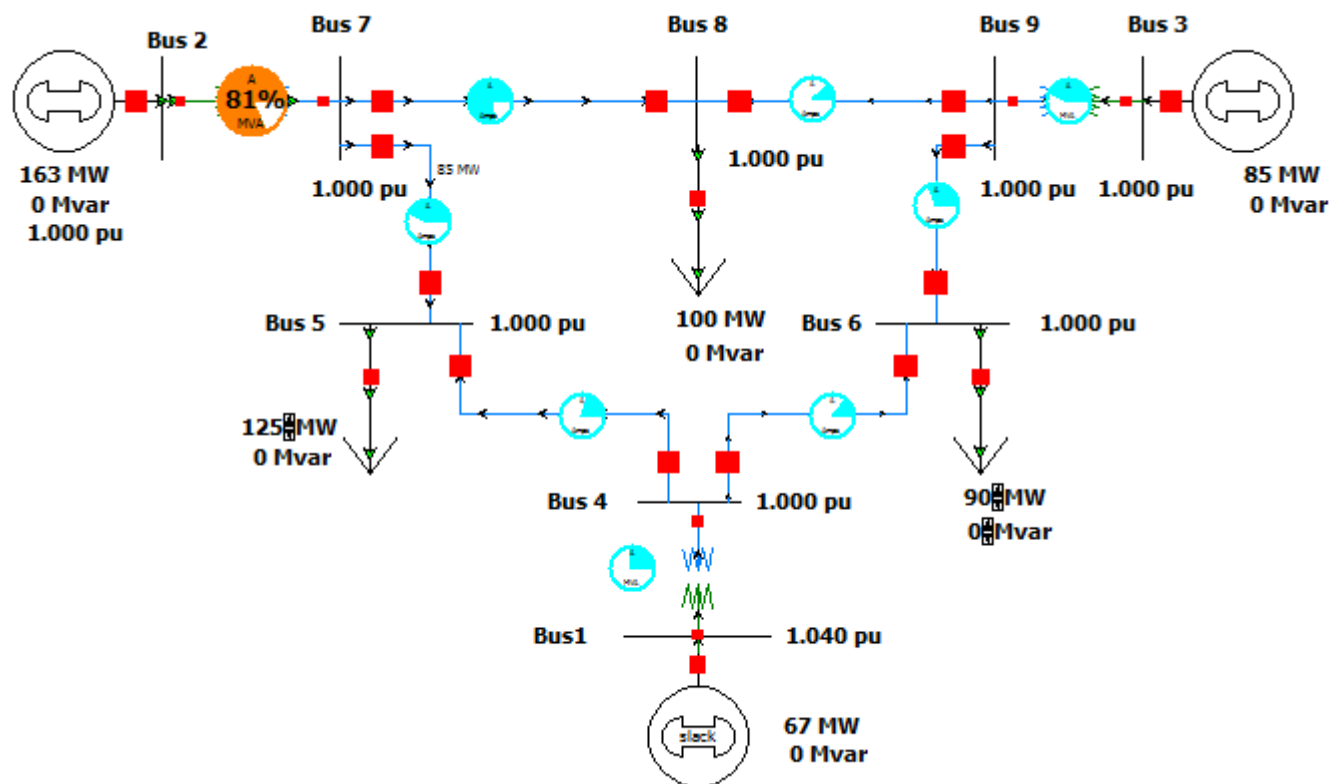 Bus 2
Bus 7
Bus 8
Bus 9
Bus 3
A
81%
MVA
85 MW
163 MW
0 Mvar
1.000 pu
1.000 pu
1.000 pu
1.000 pu
1.000 pu
85 MW
0 Mvar
Bus 5
1.000 pu
100 MW
0 Mvar
Bus 6
1.000 pu
125 MW
0 Mvar
Bus 4
1.000 pu
90 MW
0 Mvar
Bus1
1.040 pu
slack
67 MW
0 Mvar